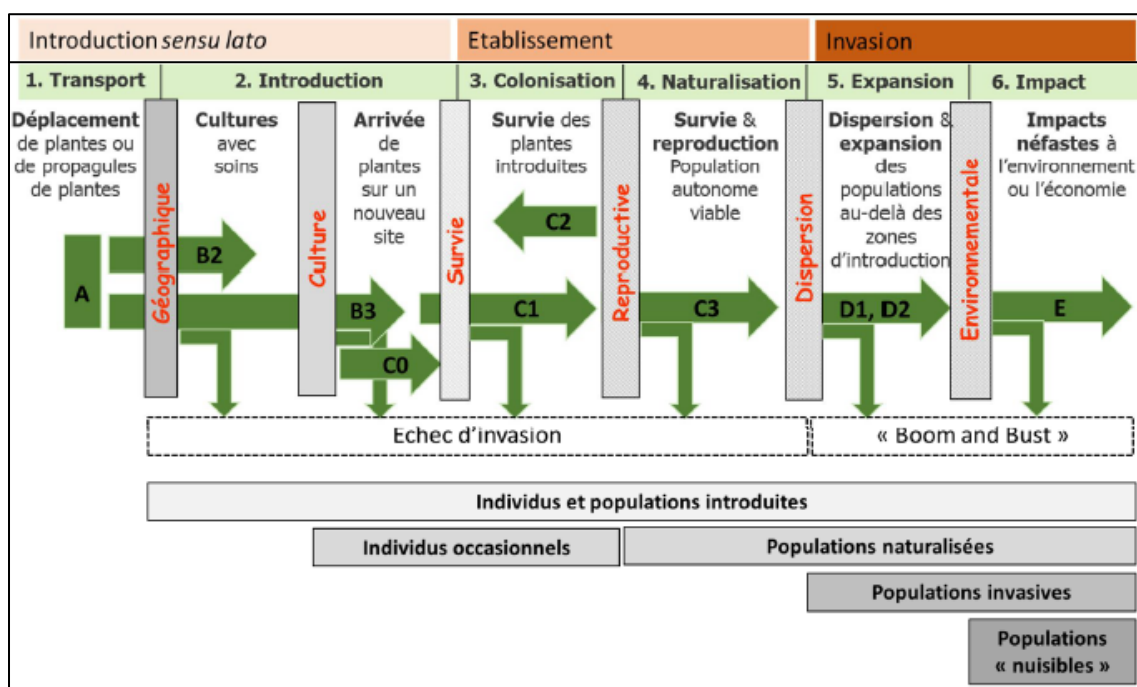 Introduction sensu lato
Etablissement
Invasion
1. Transport
2. Introduction
3. Colonisation
4. Naturalisation
5. Expansion
6. Impact
Déplacement
de plantes ou
de propagules
de plantes
Cultures
avec
soins
Arrivée
de
plantes
sur un
nouveau
site
Survie des
plantes
introduites
Survie &
reproduction
Population
autonome
viable
Dispersion &
expansion
des
populations
au-delà des
zones
d'introduction
Impacts
néfastes à
l'environnement
ou l'économie
Géographique
Culture
Survie
Reproductive
Dispersion
Environnementale
A
B2
B3
C0
C2
C1
C3
D1, D2
E
Echec d'invasion
« Boom and Bust »
Individus et populations introduites
Individus occasionnels
Populations naturalisées
Populations invasives
Populations
« nuisibles »